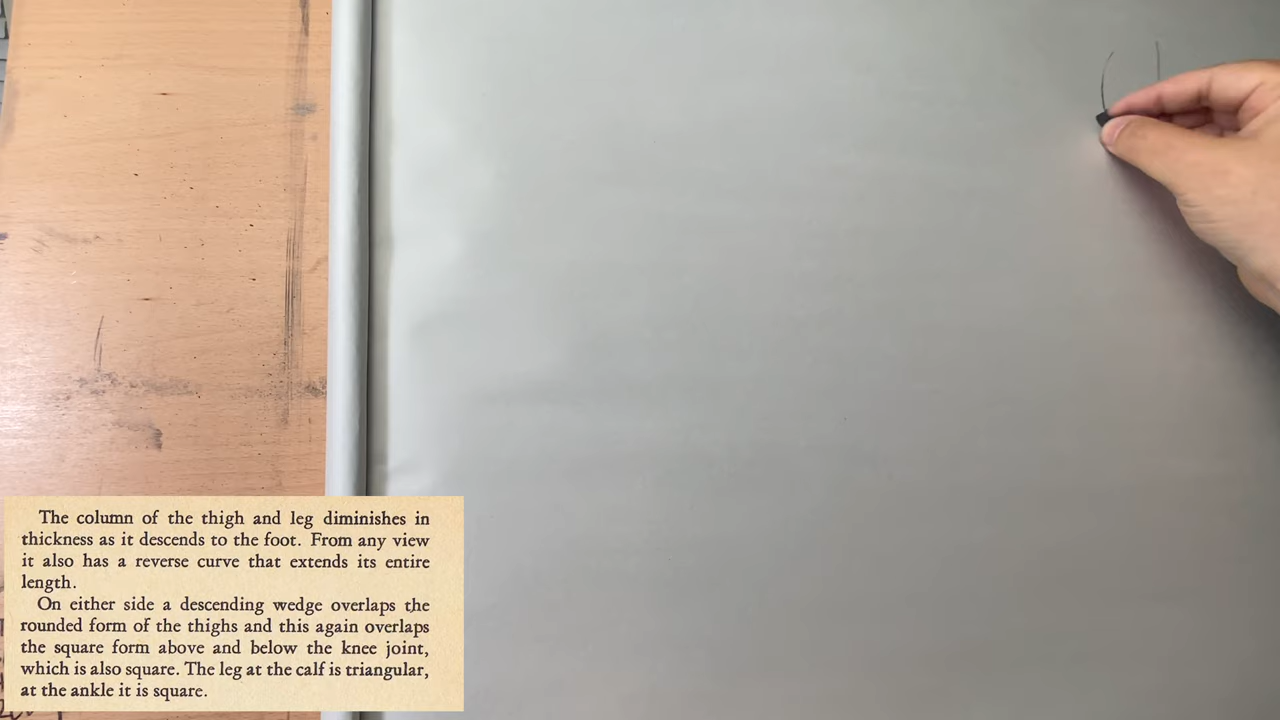 The column of the thigh and leg diminishes in
thickness as it descends to the foot. From any view
it also has a reverse curve that extends its entire
length.
On either side a descending wedge overlaps the
rounded form of the thighs and this again overlaps
the square form above and below the knee joint,
which is also square. The leg at the calf is triangular,
at the ankle it is square.